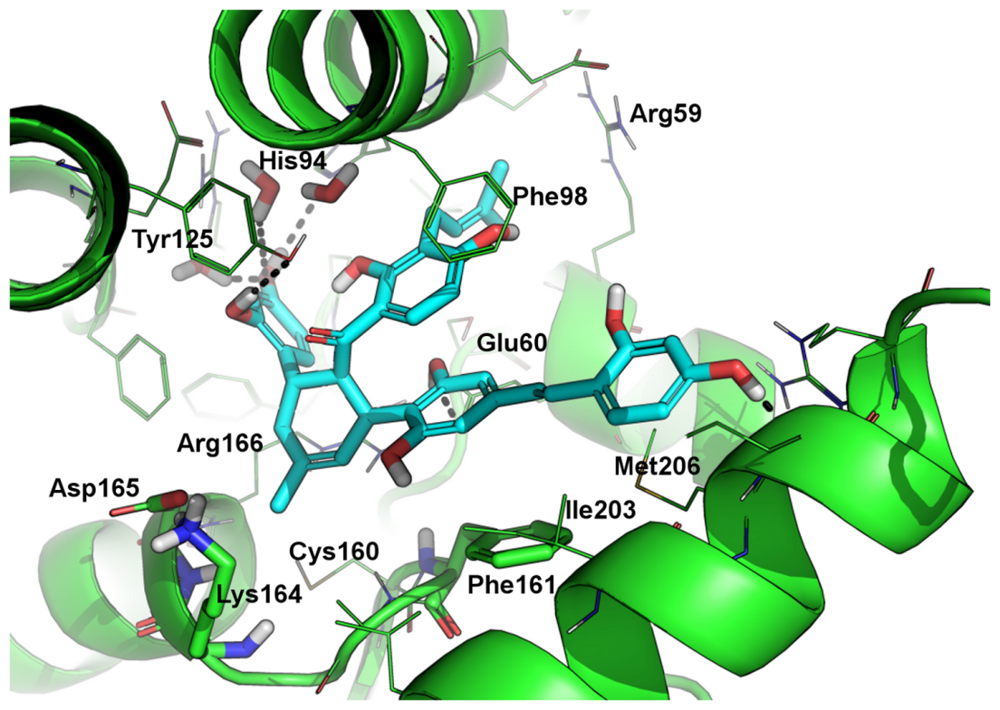 Arg59
His94
Phe98
Tyr125
Glu60
Arg166
Met206
Asp165
Ile203
Cys160
Phe161
Lys164